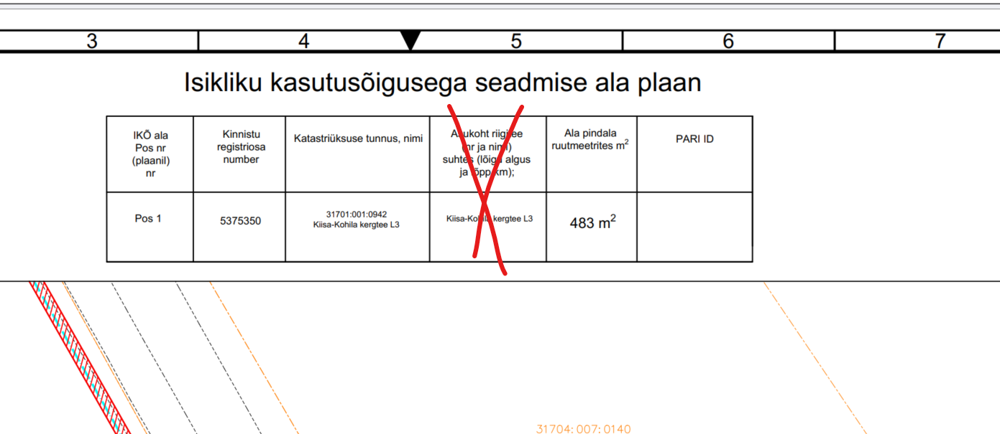 3 4 5 6 7
Isikliku kasutusõigusega seadmise ala plaan
IKÕ ala
Pos nr
(plaanil)
nr
Kinnistu
registriosa
number
Katastriüksuse tunnus, nimi
Asukoht riigitee
(nr ja nimi)
suhtes (lõigu algus
ja lõpp km);
Ala pindala
ruutmeetrites m²
PARI ID
Pos 1
5375350
31701:001:0942
Kiisa-Kohila kergtee L3
Kiisa-Kohila kergtee L3
483 m²
31704:007:0140